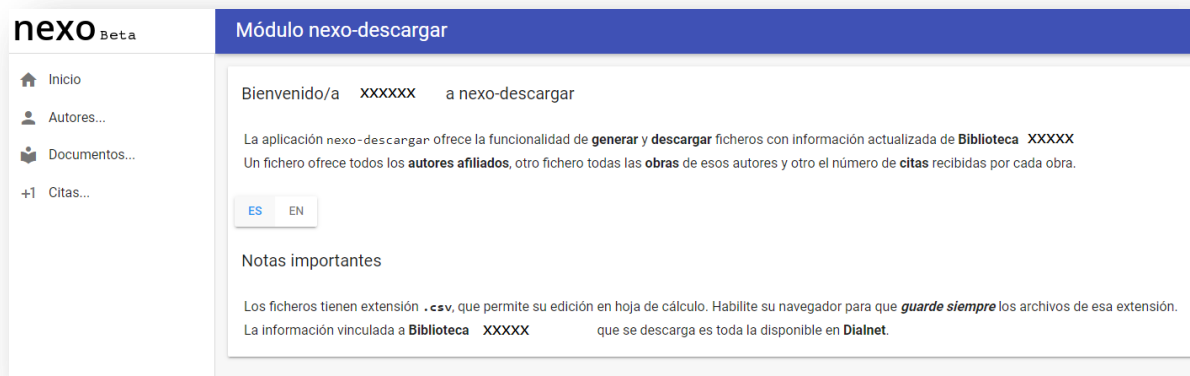 nexo Beta
Módulo nexo-descargar
Inicio
Autores...
Documentos...
+1 Citas...
Bienvenido/a XXXXXX a nexo-descargar
La aplicación nexo-descargar ofrece la funcionalidad de generar y descargar ficheros con información actualizada de Biblioteca XXXXX
Un fichero ofrece todos los autores afiliados, otro fichero todas las obras de esos autores y otro el número de citas recibidas por cada obra.
ES EN
Notas importantes
Los ficheros tienen extensión .csv, que permite su edición en hoja de cálculo. Habilite su navegador para que guarde siempre los archivos de esa extensión.
La información vinculada a Biblioteca XXXXX que se descarga es toda la disponible en Dialnet.